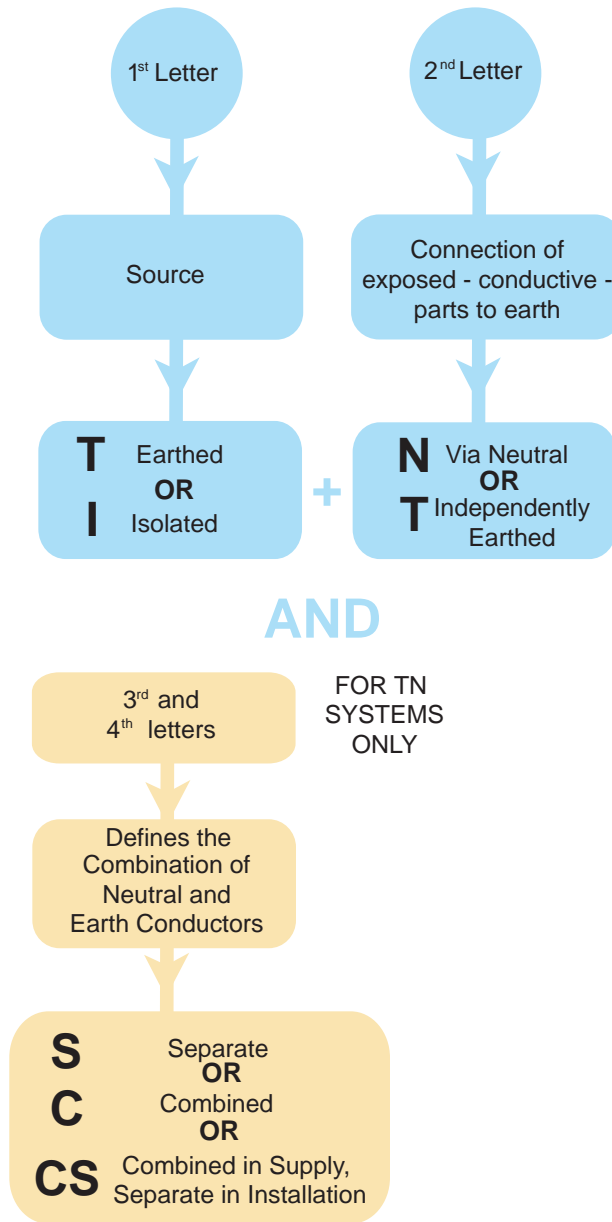 1st Letter
2nd Letter
Source
Connection of
exposed - conductive -
parts to earth
T Earthed
OR
I Isolated
+
N Via Neutral
OR
T Independently
Earthed
AND
3rd and
4th letters
FOR TN
SYSTEMS
ONLY
Defines the
Combination of
Neutral and
Earth Conductors
S Separate
OR
C Combined
OR
CS Combined in Supply,
Separate in Installation